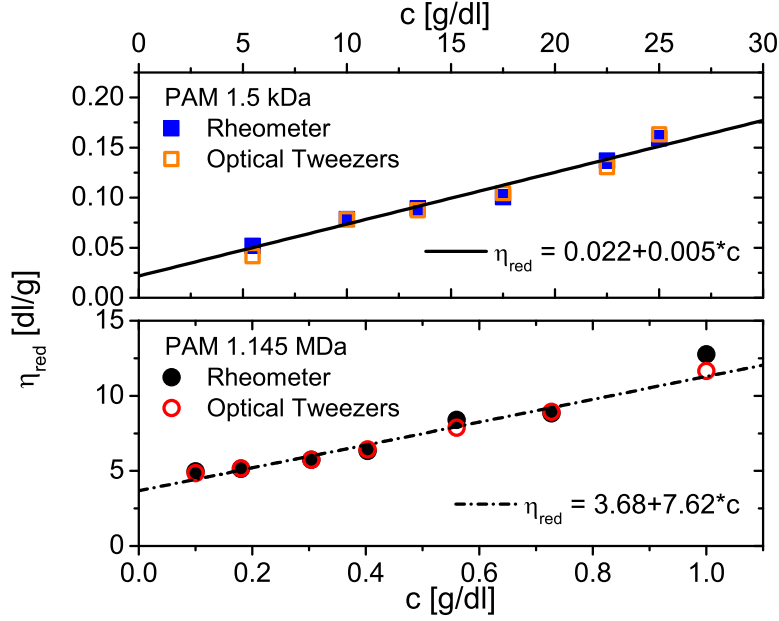 c [g/dl]
0 5 10 15 20 25 30
0.20
PAM 1.5 kDa
Rheometer
0.15
Optical Tweezers
0.10
0.05
ηred = 0.022+0.005*c
0.00
ηred [dl/g]
15
PAM 1.145 MDa
Rheometer
10
Optical Tweezers
5
ηred = 3.68+7.62*c
0
0.0 0.2 0.4 0.6 0.8 1.0
c [g/dl]